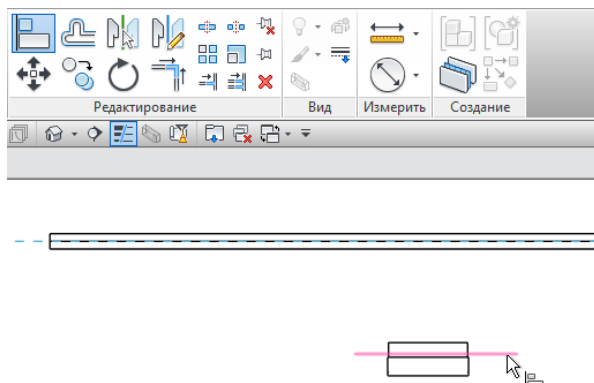 Редактирование
Вид
Измерить
Создание